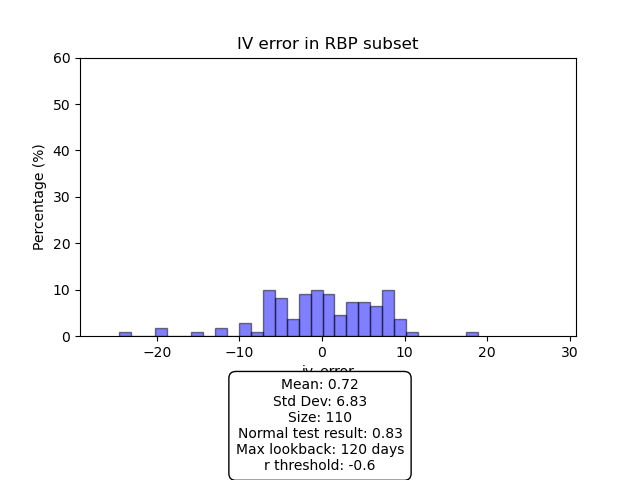 IV error in RBP subset
60
50
40
30
20
10
0
Percentage (%)
−20
−10
0
10
20
30
iv_error
Mean: 0.72
Std Dev: 6.83
Size: 110
Normal test result: 0.83
Max lookback: 120 days
r threshold: -0.6